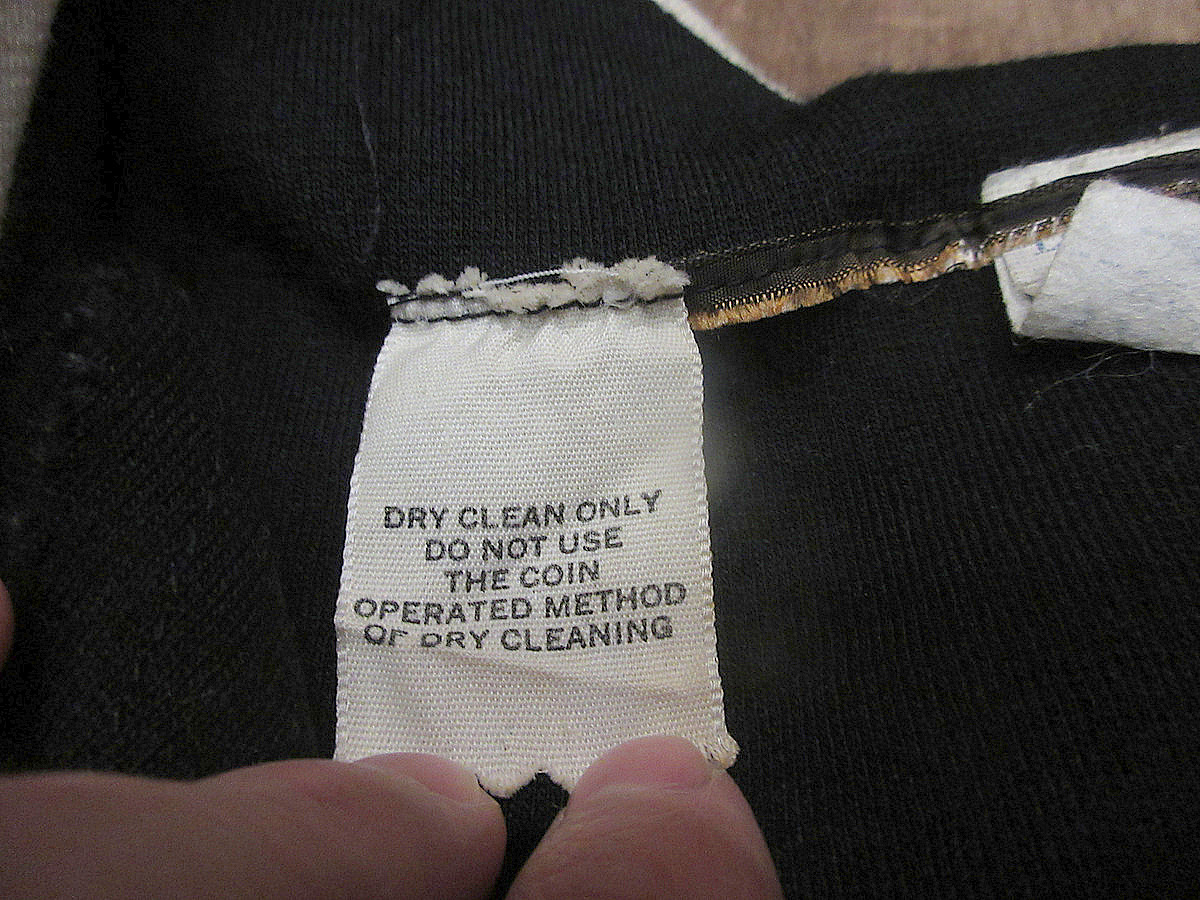 DRY CLEAN ONLY
DO NOT USE
THE COIN
OPERATED METHOD
OF DRY CLEANING